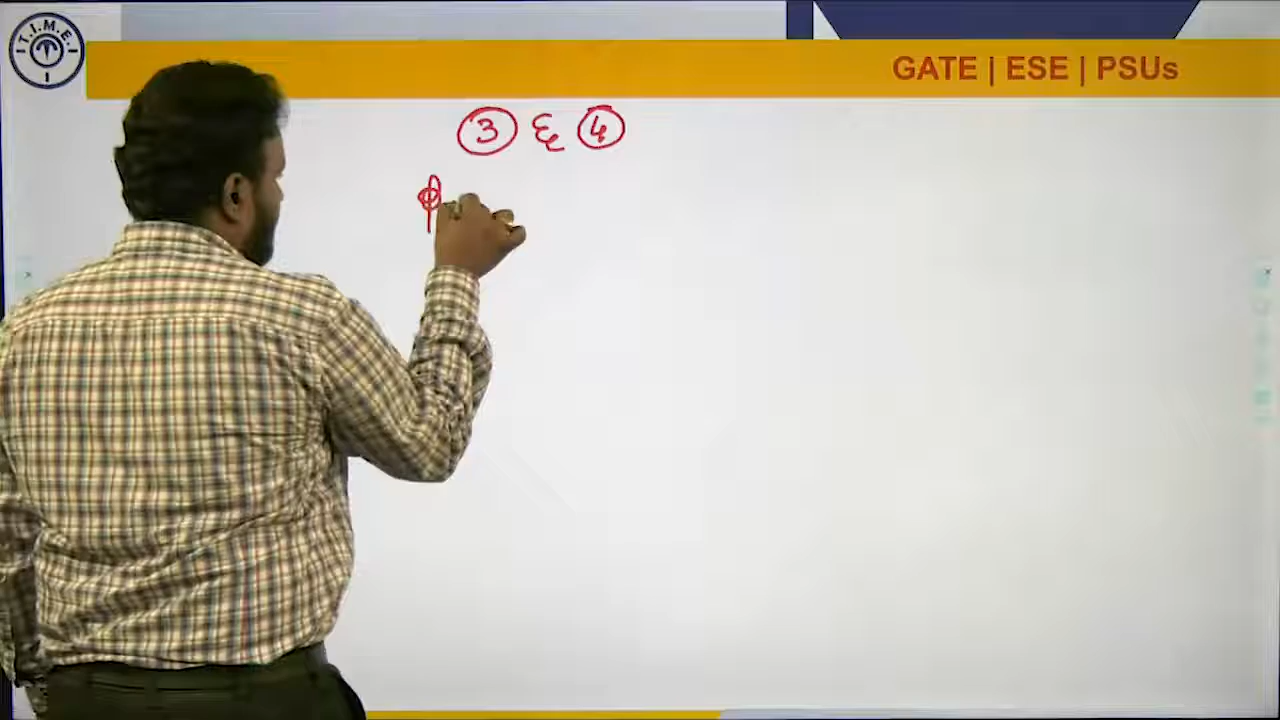 T.I.M.E.
GATE | ESE | PSUs
3 & 4
φ